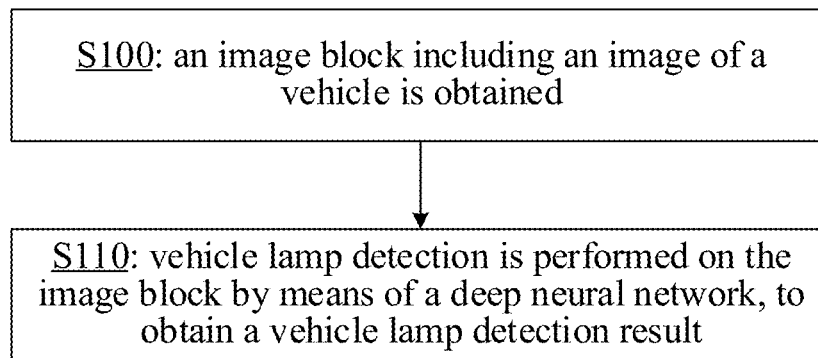 S100: an image block including an image of a
vehicle is obtained
S110: vehicle lamp detection is performed on the
image block by means of a deep neural network, to
obtain a vehicle lamp detection result